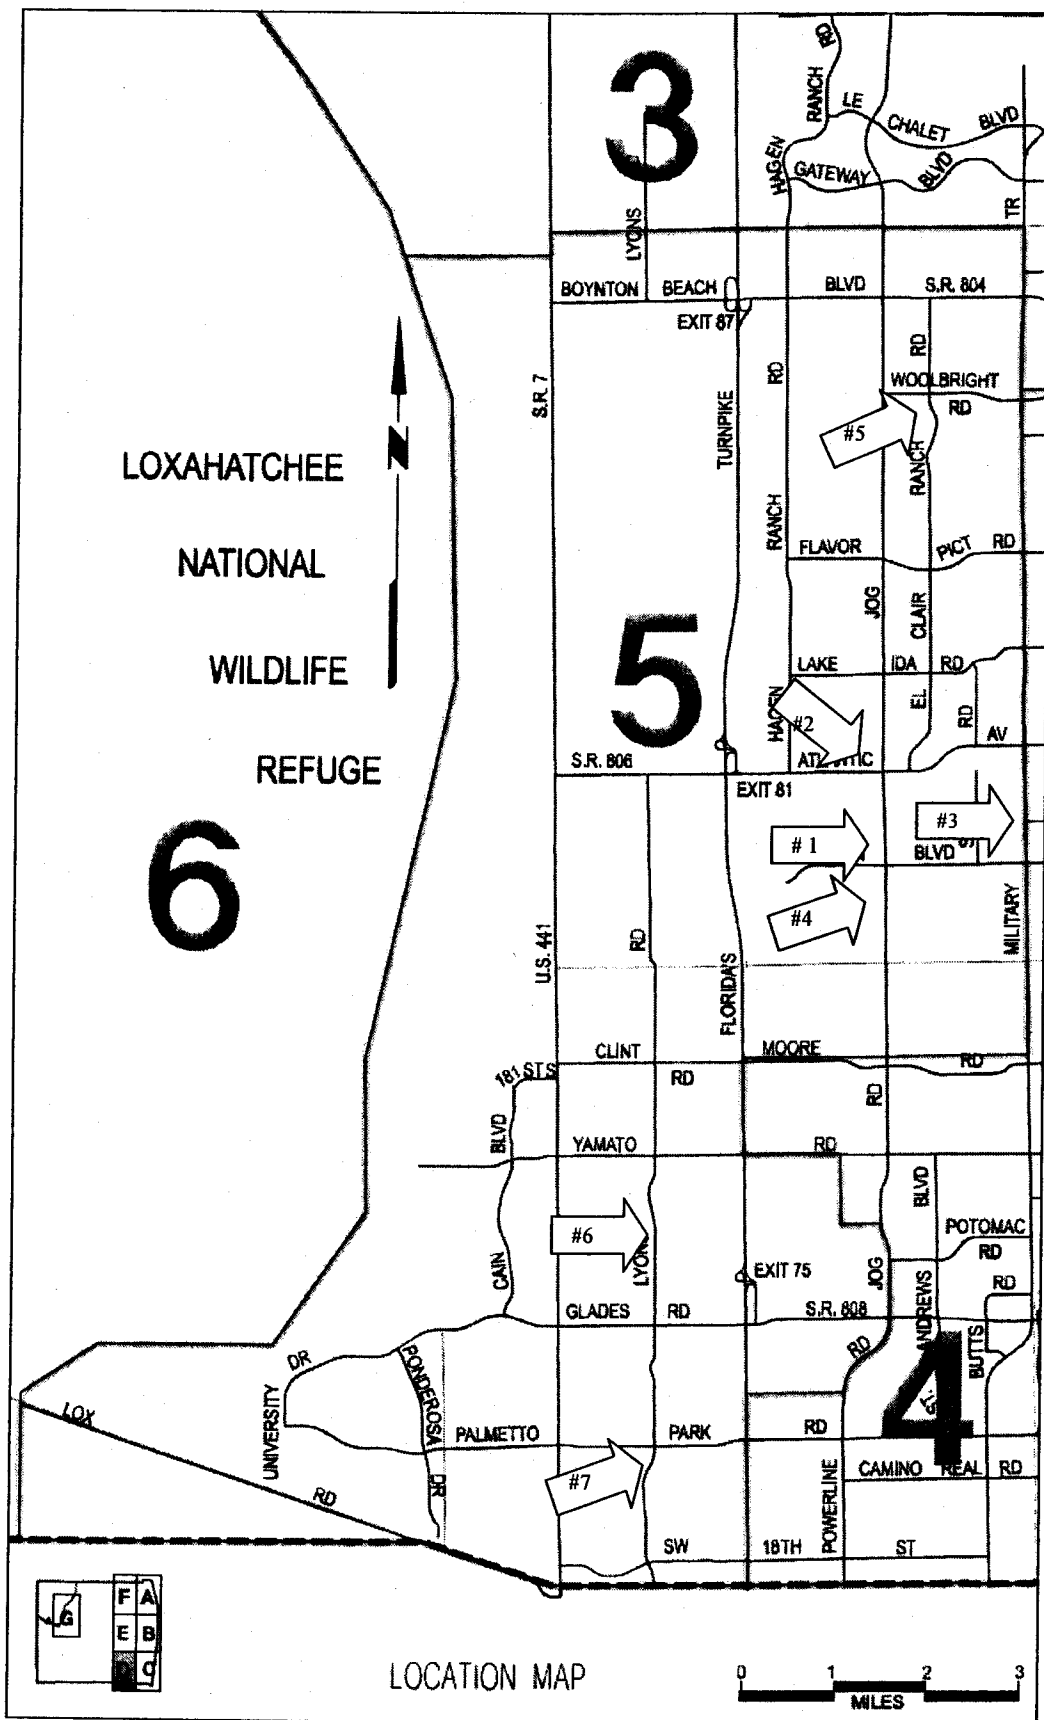 3
RD
RANCH
LE
CHALET
BLVD
HAGEN
GATEWAY
BLVD
TR
LYONS
BOYNTON BEACH BLVD S.R. 804
EXIT 87
RD
RD
S.R. 7
WOOLBRIGHT
RD
TURNPIKE
#5
RANCH
LOXAHATCHEE
N
NATIONAL
WILDLIFE
REFUGE
RANCH
FLAVOR PICT RD
JOG
CLAIR
5
LAKE IDA RD
EL
RD
HAGEN
#2
AV
S.R. 806
EXIT 81
6
# 1
#3
BLVD
#4
MILITARY
RD
U.S. 441
FLORIDA'S
CLINT MOORE RD
RD
181 ST S
RD
BLVD
YAMATO RD
BLVD
POTOMAC
RD
#6
LYONS
CAIN
EXIT 75
JOG
ANDREWS
RD
GLADES RD S.R. 808
RD
BUTTS
4
DR
PONDEROSA
DR
UNIVERSITY
LOX
RD
PALMETTO PARK RD
#7
POWERLINE
CAMINO REAL RD
SW 18TH ST
F A
G
E B
D C
LOCATION MAP
0 1 2 3
MILES